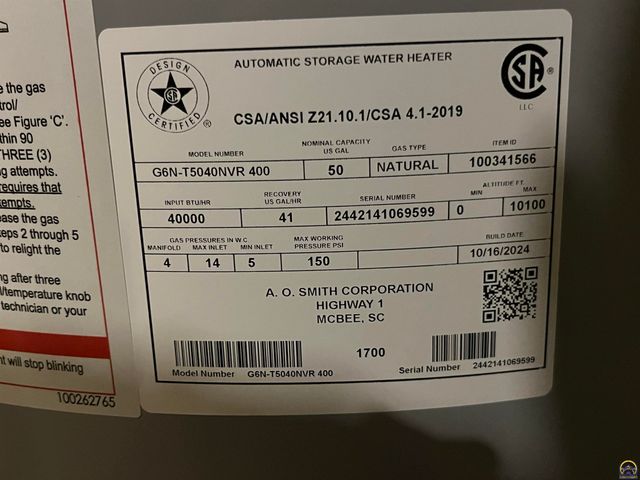 e the gas
trol/
ee Figure ‘C’.
thin 90
THREE (3)
g attempts.
requires that
tempts.
ease the gas
eps 2 through 5
to relight the
ng after three
l/temperature knob
technician or your
nt will stop blinking
100262765
DESIGN
CERTIFIED
AUTOMATIC STORAGE WATER HEATER
CSA/ANSI Z21.10.1/CSA 4.1-2019
LLC
MODEL NUMBER NOMINAL CAPACITY US GAL GAS TYPE ITEM ID
G6N-T5040NVR 400 50 NATURAL 100341566
INPUT BTU/HR RECOVERY US GAL/HR SERIAL NUMBER ALTITUDE FT. MIN MAX
40000 41 2442141069599 0 10100
GAS PRESSURES IN W.C MANIFOLD MAX INLET MIN INLET MAX WORKING PRESSURE PSI BUILD DATE
4 14 5 150 10/16/2024
A. O. SMITH CORPORATION
HIGHWAY 1
MCBEE, SC
1700
Model Number G6N-T5040NVR 400
Serial Number 2442141069599